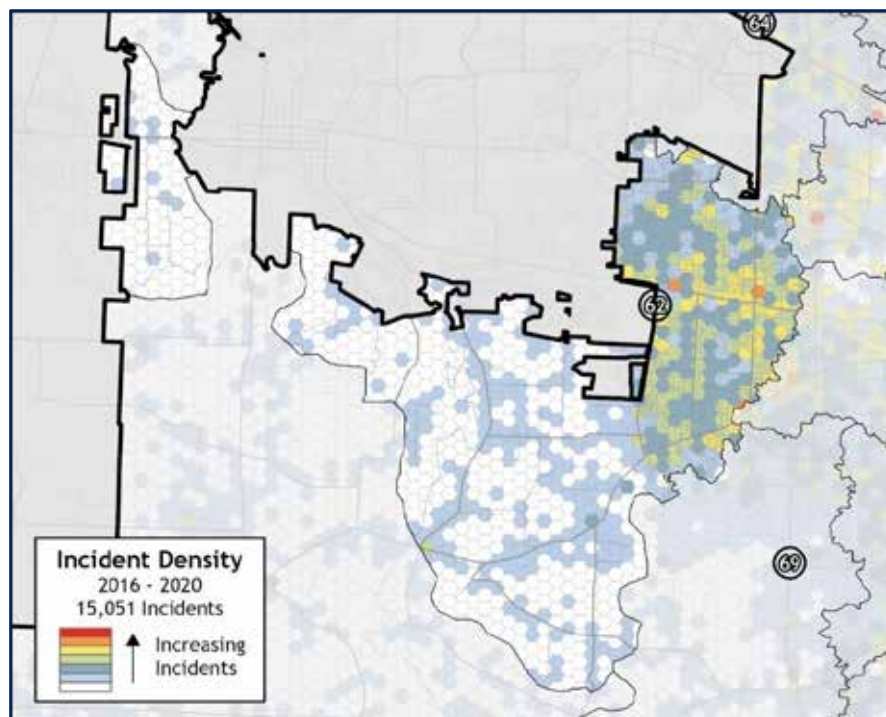 64
62
69
Incident Density
2016 - 2020
15,051 Incidents
Increasing
Incidents